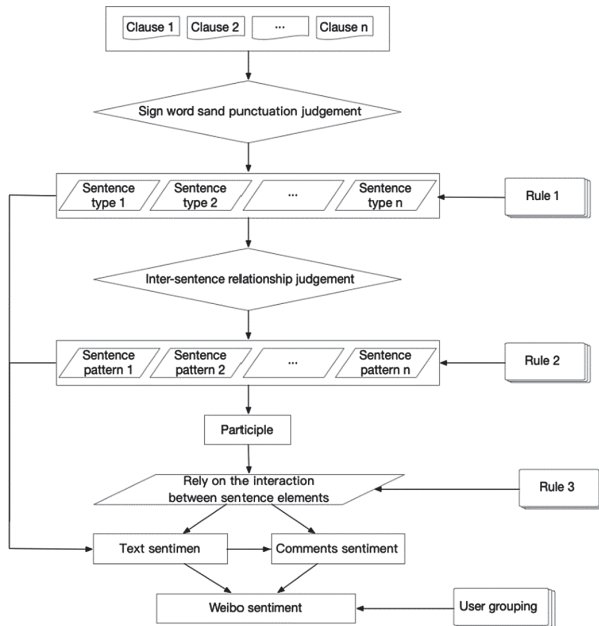 Clause 1 Clause 2 ... Clause n
Sign word sand punctuation judgement
Sentence type 1
Sentence type 2
...
Sentence type n
Rule 1
Inter-sentence relationship judgement
Sentence pattern 1
Sentence pattern 2
...
Sentence pattern n
Rule 2
Participle
Rely on the interaction
between sentence elements
Rule 3
Text sentimen
Comments sentiment
Weibo sentiment
User grouping